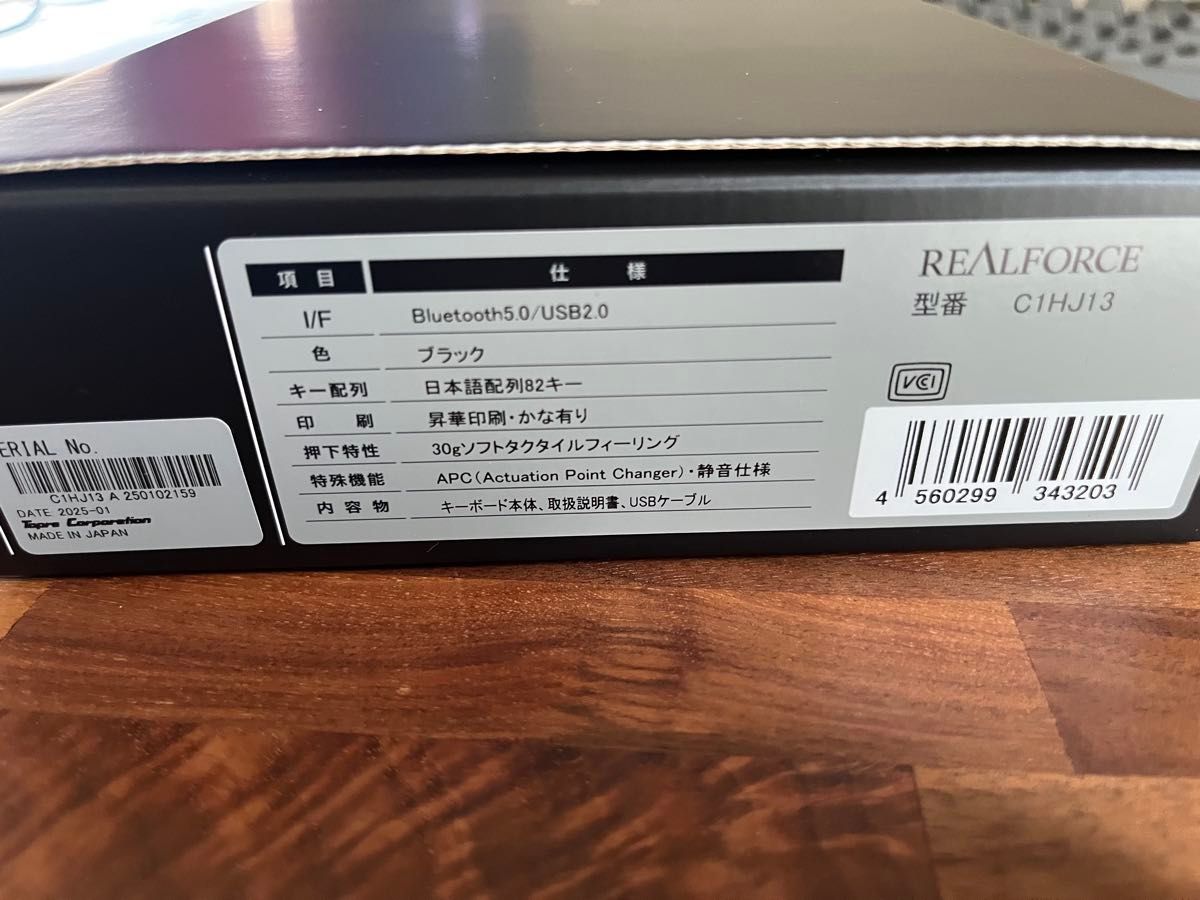 項目 仕様
I/F Bluetooth5.0/USB2.0
色 ブラック
キー配列 日本語配列82キー
印刷 昇華印刷・かな有り
押下特性 30gソフトタクタイルフィーリング
特殊機能 APC(Actuation Point Changer)・静音仕様
内容物 キーボード本体、取扱説明書、USBケーブル
REALFORCE
型番 C1HJ13
VCI
4 560299 343203
ERIAL No.
C1HJ13 A 250102159
DATE 2025-01
Topre Corporation
MADE IN JAPAN